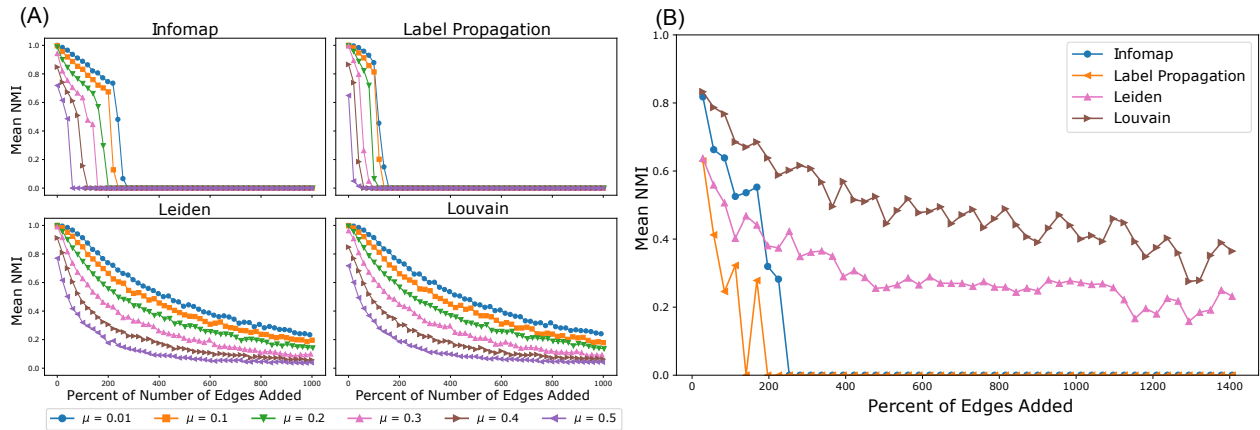 (A)
Infomap
Label Propagation
Mean NMI
1.0
0.8
0.6
0.4
0.2
0.0
Leiden
Louvain
Mean NMI
1.0
0.8
0.6
0.4
0.2
0.0
0 200 400 600 800 1000
0 200 400 600 800 1000
Percent of Number of Edges Added
Percent of Number of Edges Added
μ = 0.01 μ = 0.1 μ = 0.2 μ = 0.3 μ = 0.4 μ = 0.5
(B)
Infomap
Label Propagation
Leiden
Louvain
Mean NMI
1.0
0.8
0.6
0.4
0.2
0.0
0 200 400 600 800 1000 1200 1400
Percent of Edges Added